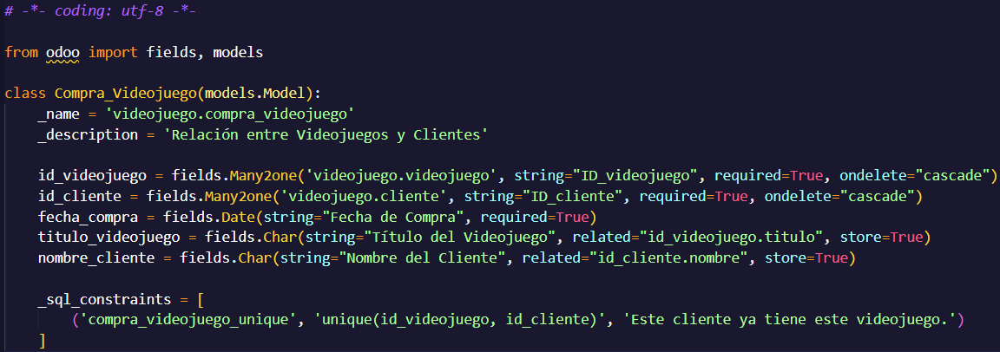 # -*- coding: utf-8 -*-
from odoo import fields, models
class Compra_Videojuego(models.Model):
_name = 'videojuego.compra_videojuego'
_description = 'Relación entre Videojuegos y Clientes'
id_videojuego = fields.Many2one('videojuego.videojuego', string="ID_videojuego", required=True, ondelete="cascade")
id_cliente = fields.Many2one('videojuego.cliente', string="ID_cliente", required=True, ondelete="cascade")
fecha_compra = fields.Date(string="Fecha de Compra", required=True)
titulo_videojuego = fields.Char(string="Título del Videojuego", related="id_videojuego.titulo", store=True)
nombre_cliente = fields.Char(string="Nombre del Cliente", related="id_cliente.nombre", store=True)
_sql_constraints = [
('compra_videojuego_unique', 'unique(id_videojuego, id_cliente)', 'Este cliente ya tiene este videojuego.')
]